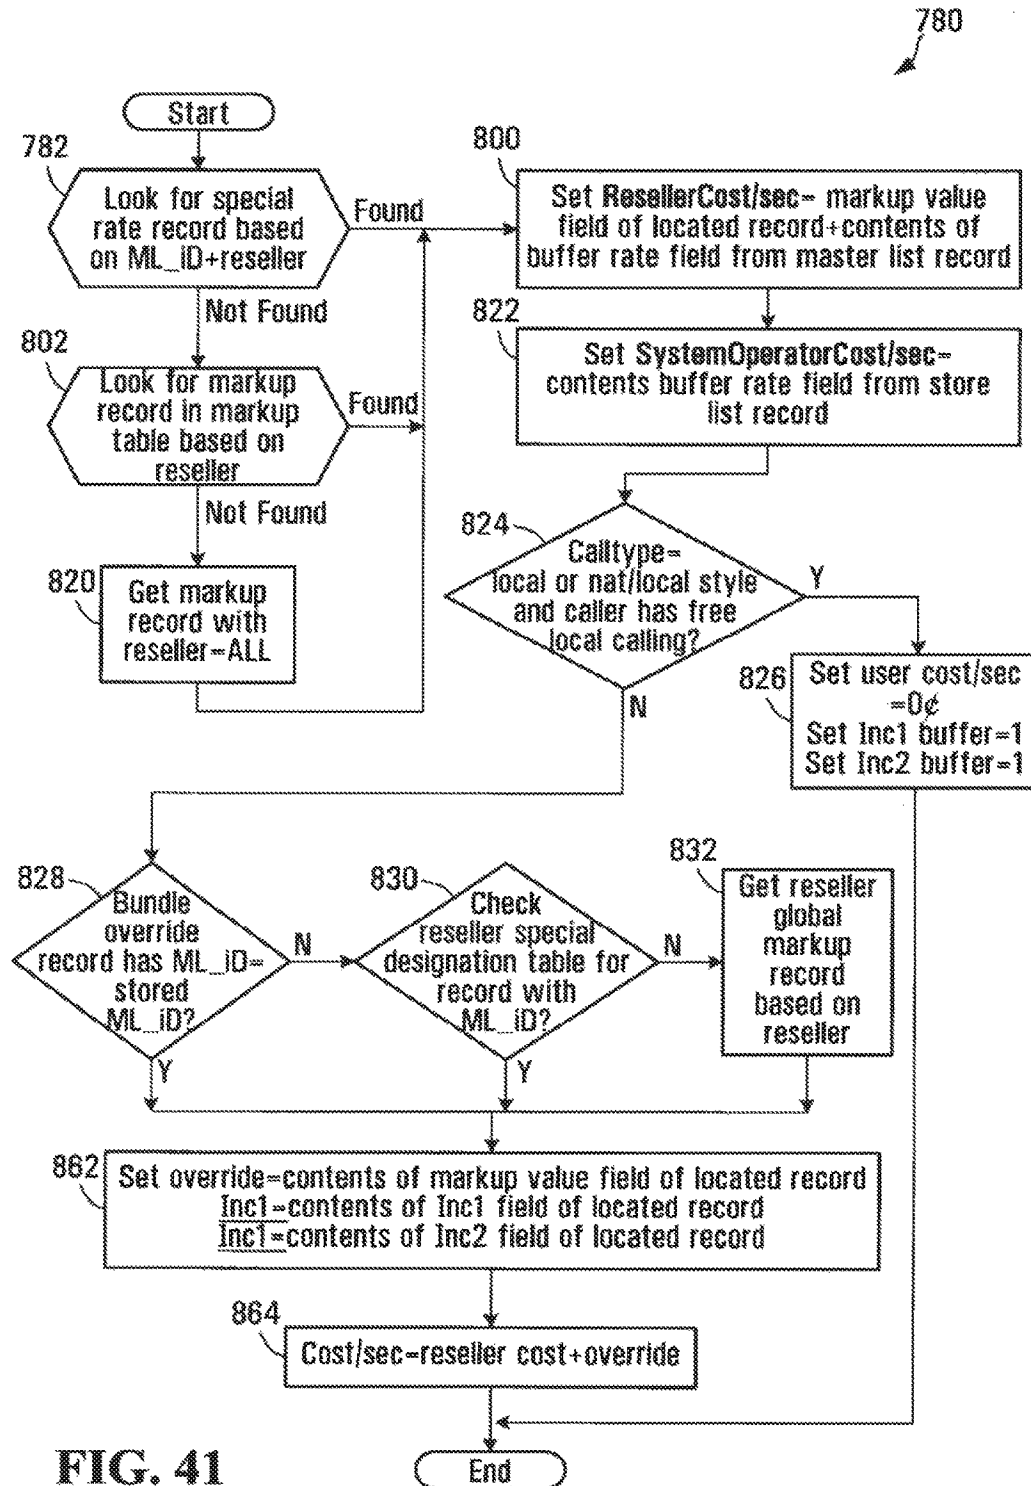 780
Start
782
Look for special
rate record based
on ML_iD+reseller
Found
Not Found
802
Look for markup
record in markup
table based on
reseller
Found
Not Found
820
Get markup
record with
reseller=ALL
800
Set ResellerCost/sec= markup value
field of located record+contents of
buffer rate field from master list record
822
Set SystemOperatorCost/sec=
contents buffer rate field from store
list record
824
Calltype=
local or nat/local style
and caller has free
local calling?
Y
N
826
Set user cost/sec
=0¢
Set Inc1 buffer=1
Set Inc2 buffer=1
828
Bundle
override
record has ML_iD=
stored
ML_iD?
N
Y
830
Check
reseller special
designation table for
record with
ML_iD?
N
Y
832
Get reseller
global
markup
record
based on
reseller
862
Set override=contents of markup value field of located record
Inc1=contents of Inc1 field of located record
Inc1=contents of Inc2 field of located record
864
Cost/sec=reseller cost+override
End
FIG. 41